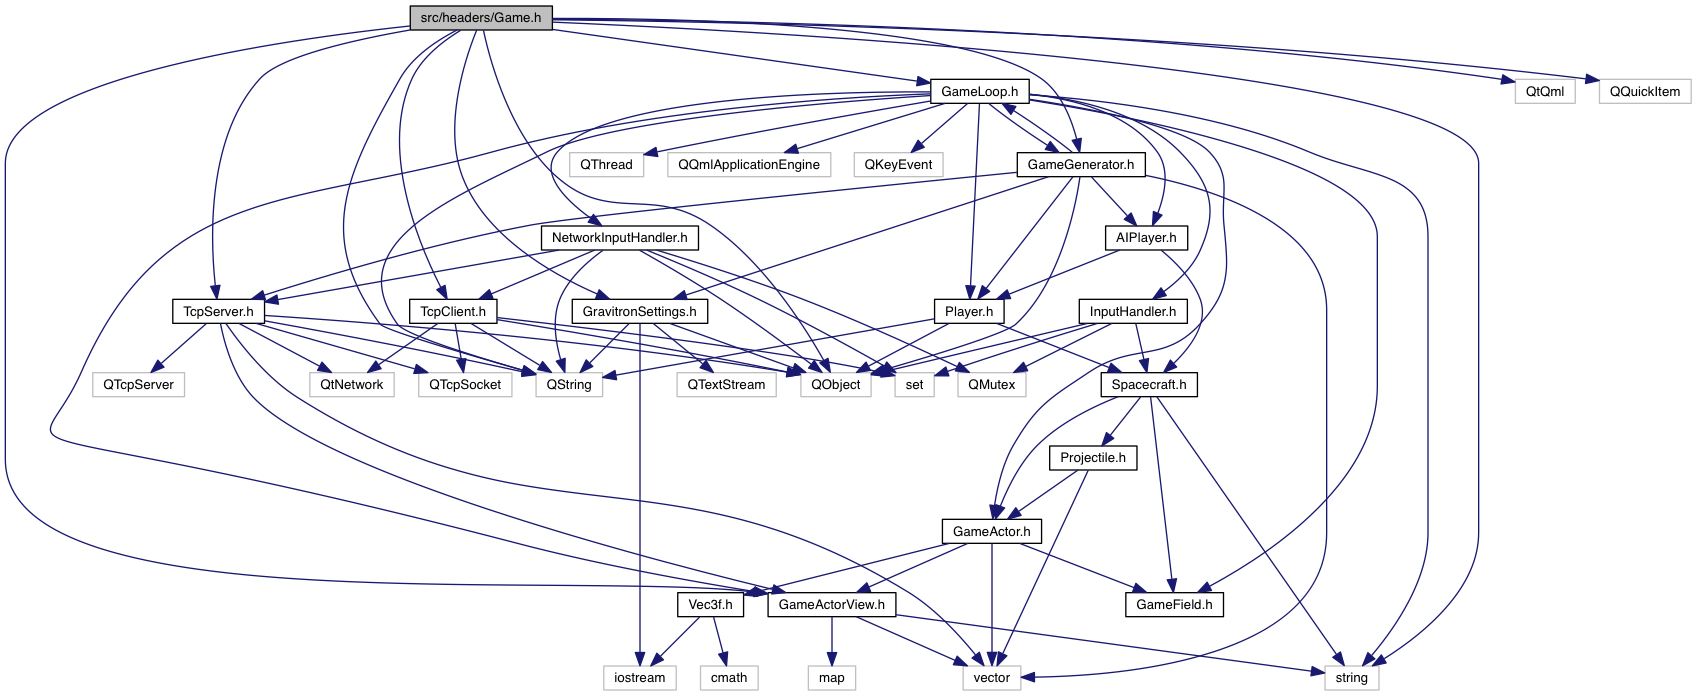 src/headers/Game.h
GameLoop.h
QtQml
QQuickItem
QThread
QQmlApplicationEngine
QKeyEvent
GameGenerator.h
NetworkInputHandler.h
AIPlayer.h
TcpServer.h
TcpClient.h
GravitronSettings.h
Player.h
InputHandler.h
QTcpServer
QtNetwork
QTcpSocket
QString
QTextStream
QObject
set
QMutex
Spacecraft.h
Projectile.h
GameActor.h
Vec3f.h
GameActorView.h
GameField.h
iostream
cmath
map
vector
string